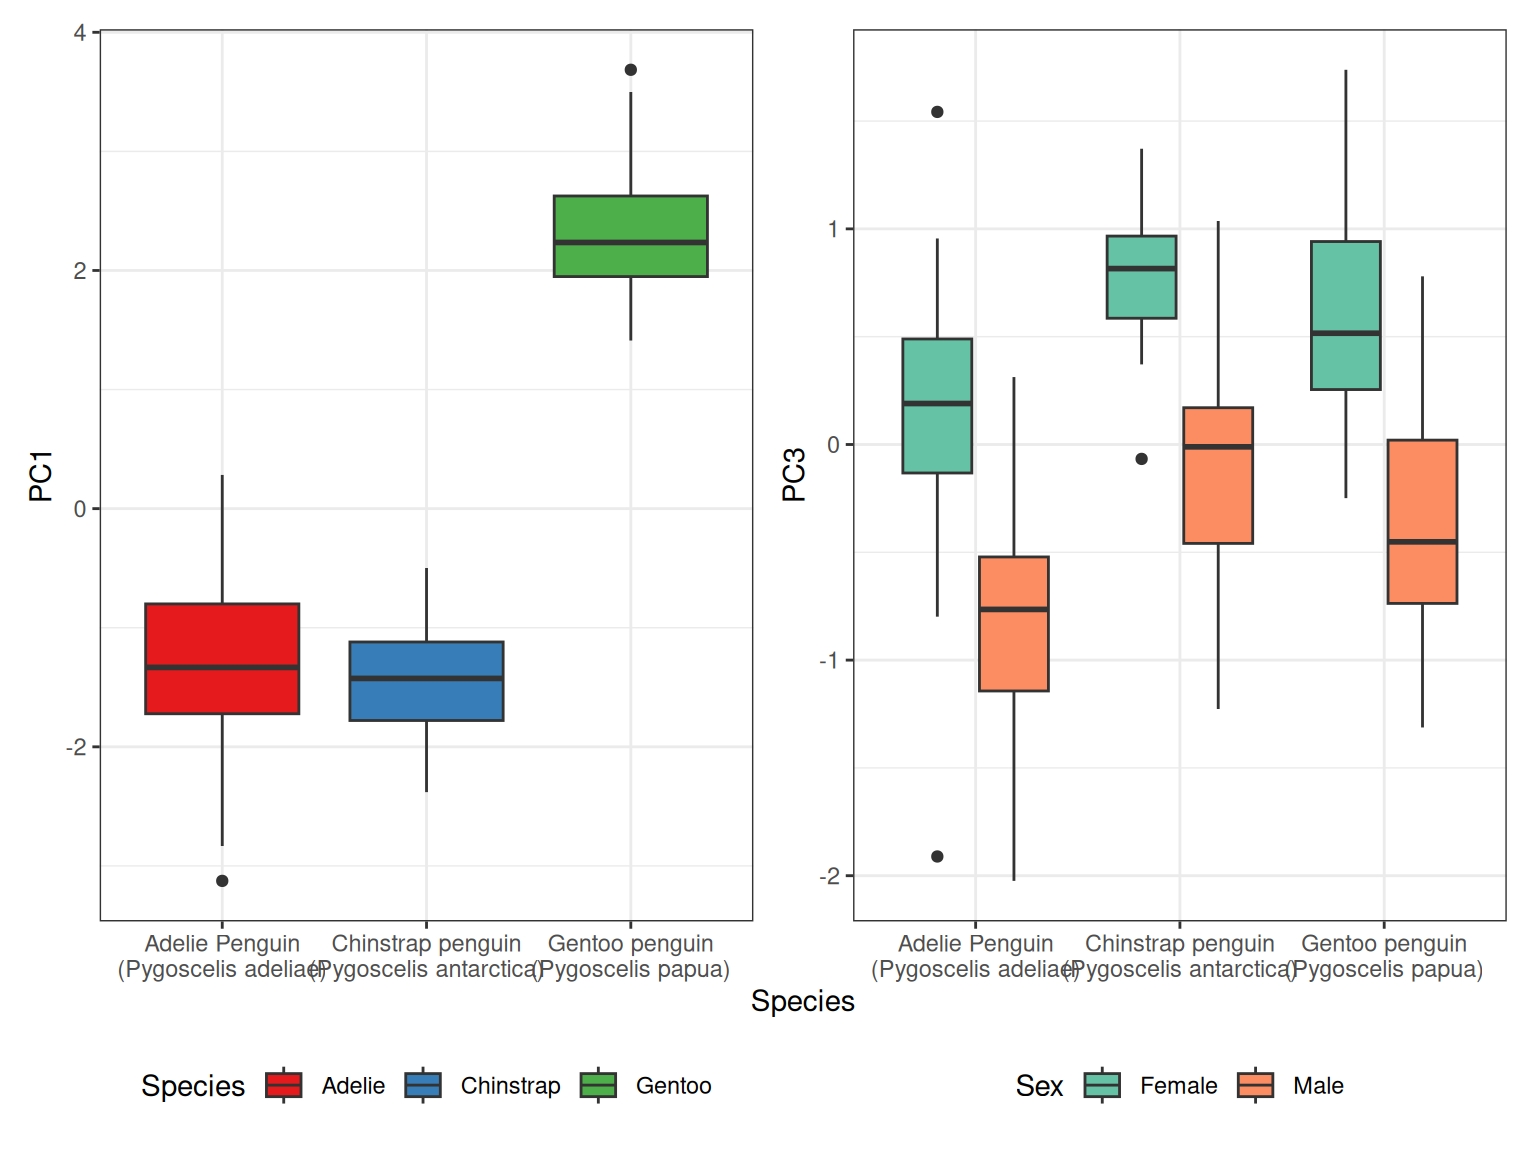 4
2
0
-2
PC1
1
0
-1
-2
PC3
Adelie Penguin
(Pygoscelis adeliae)
Chinstrap penguin
(Pygoscelis antarctica)
Gentoo penguin
(Pygoscelis papua)
Adelie Penguin
(Pygoscelis adeliae)
Chinstrap penguin
(Pygoscelis antarctica)
Gentoo penguin
(Pygoscelis papua)
Species
Species Adelie Chinstrap Gentoo
Sex Female Male